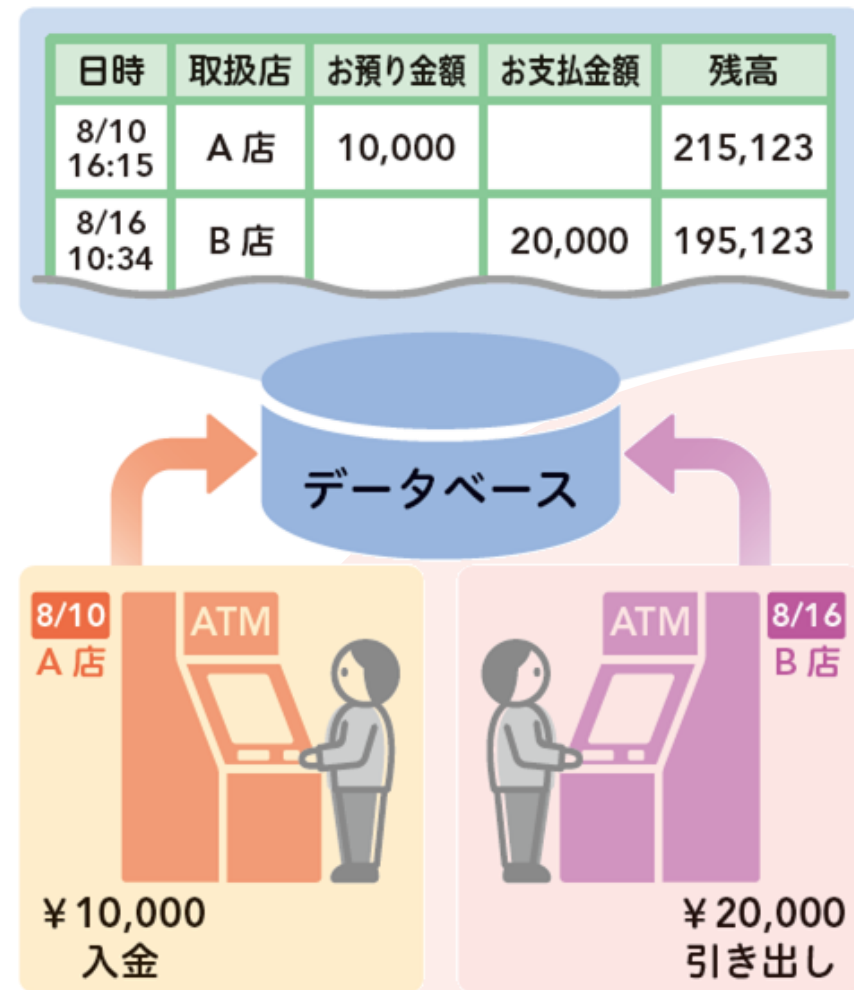 日時 取扱店 お預り金額 お支払金額 残高
8/10
16:15 A店 10,000 215,123
8/16
10:34 B店 20,000 195,123
データベース
8/10
A店
ATM
¥10,000
入金
ATM
8/16
B店
¥20,000
引き出し